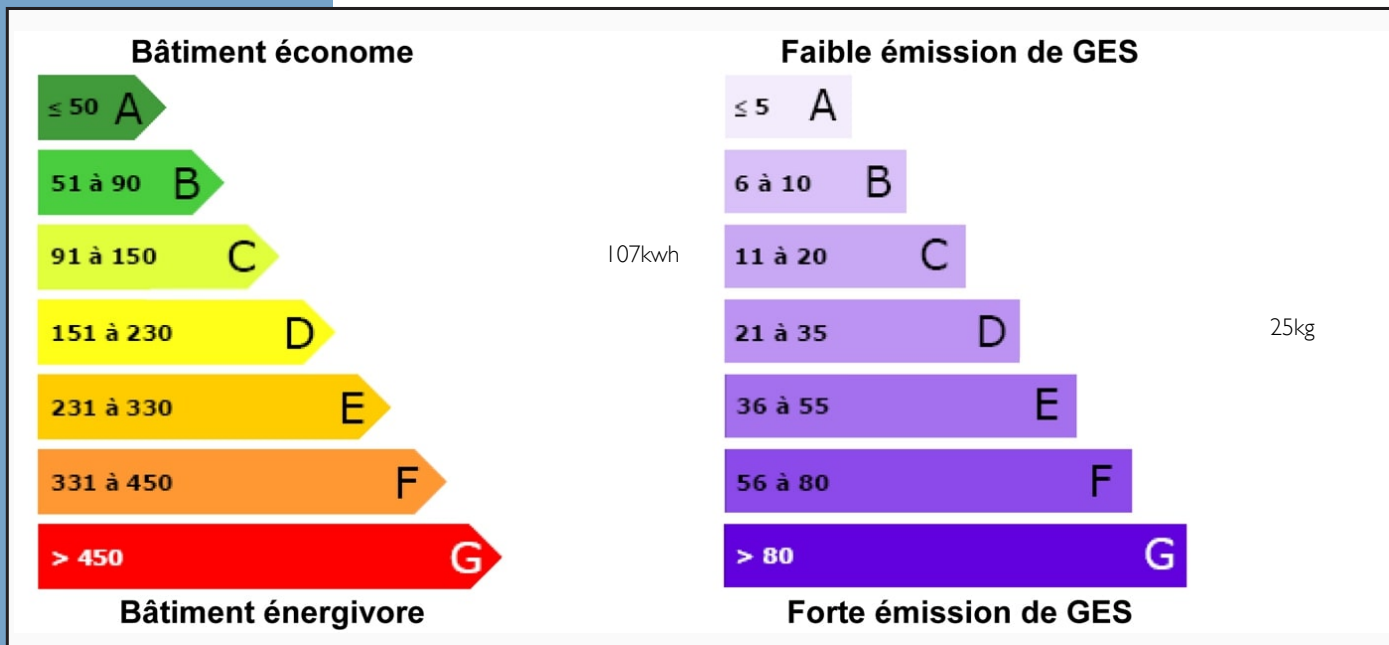 Bâtiment économe
≤ 50 A
51 à 90 B
91 à 150 C
107kwh
151 à 230 D
231 à 330 E
331 à 450 F
> 450 G
Bâtiment énergivore
Faible émission de GES
≤ 5 A
6 à 10 B
11 à 20 C
21 à 35 D
25kg
36 à 55 E
56 à 80 F
> 80 G
Forte émission de GES